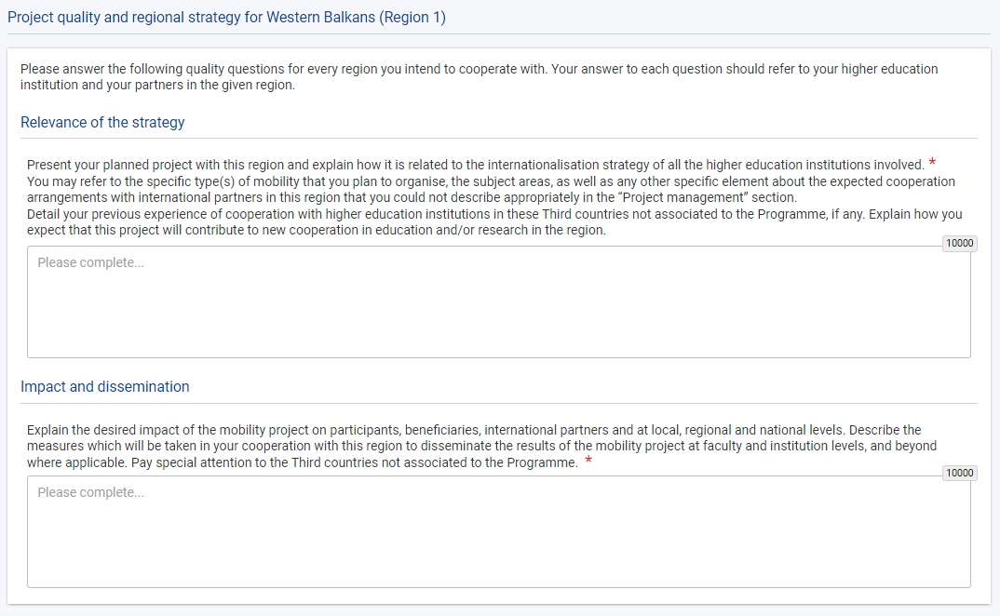 Project quality and regional strategy for Western Balkans (Region 1)
Please answer the following quality questions for every region you intend to cooperate with. Your answer to each question should refer to your higher education
institution and your partners in the given region.
Relevance of the strategy
Present your planned project with this region and explain how it is related to the internationalisation strategy of all the higher education institutions involved. *
You may refer to the specific type(s) of mobility that you plan to organise, the subject areas, as well as any other specific element about the expected cooperation
arrangements with international partners in this region that you could not describe appropriately in the “Project management” section.
Detail your previous experience of cooperation with higher education institutions in these Third countries not associated to the Programme, if any. Explain how you
expect that this project will contribute to new cooperation in education and/or research in the region.
10000
Please complete...
Impact and dissemination
Explain the desired impact of the mobility project on participants, beneficiaries, international partners and at local, regional and national levels. Describe the
measures which will be taken in your cooperation with this region to disseminate the results of the mobility project at faculty and institution levels, and beyond
where applicable. Pay special attention to the Third countries not associated to the Programme. *
10000
Please complete...